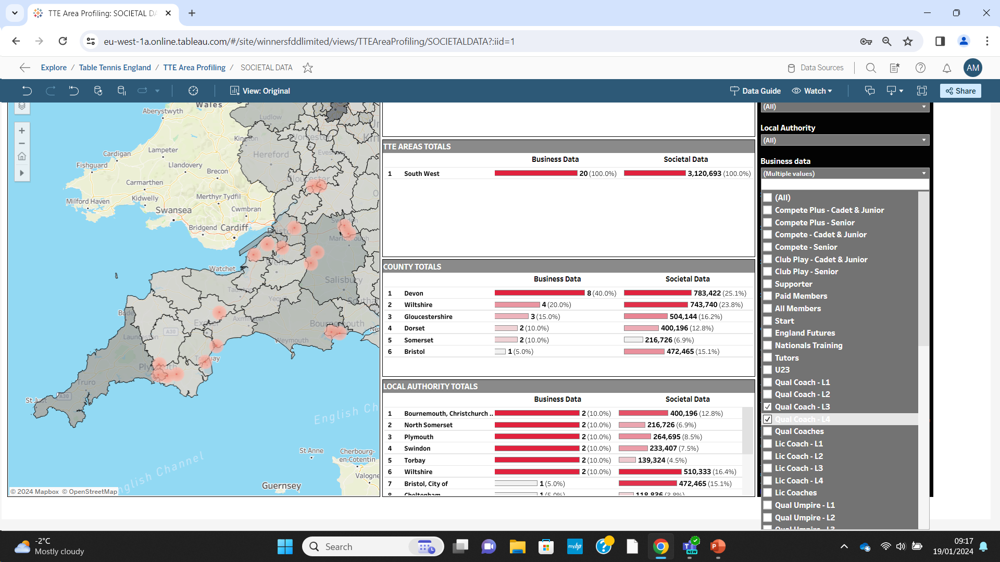 TTE Area Profiling: SOCIETAL DA
eu-west-1a.online.tableau.com/#/site/winnersfddlimited/views/TTEAreaProfiling/SOCIETALDATA?:iid=1
Explore / Table Tennis England / TTE Area Profiling / SOCIETAL DATA
Data Sources
AM
View: Original
Data Guide
Watch
Share
Wales
Aberystwyth
Ludlow
Kington
Worcester
Lampeter
Hereford
Evesham
Cardigan
Fishguard
Llandovery
Brecon
Gloucester
Carmarthen
Milford Haven
Kidwelly
Merthyr Tydfil
Swansea
Cwmbran
Bridgend
Cardiff
Bristol
Swindon
Marlborough
Wells
Watchet
Salisbury
Taunton
Yeovil
Bude
Exeter
Axminster
Bournemouth
A30
Launceston
Weymouth
Torquay
Plymouth
Truro
A30
St Just
English Ch
St Anne
Cherbourg-
en-Cotentin
English Channel
Valogne
Guernsey
© 2024 Mapbox © OpenStreetMap
TTE AREAS TOTALS
Business Data Societal Data
1 South West 20 (100.0%) 3,120,693 (100.0%)
COUNTY TOTALS
Business Data Societal Data
1 Devon 8 (40.0%) 783,422 (25.1%)
2 Wiltshire 4 (20.0%) 743,740 (23.8%)
3 Gloucestershire 3 (15.0%) 504,144 (16.2%)
4 Dorset 2 (10.0%) 400,196 (12.8%)
5 Somerset 2 (10.0%) 216,726 (6.9%)
6 Bristol 1 (5.0%) 472,465 (15.1%)
LOCAL AUTHORITY TOTALS
Business Data Societal Data
1 Bournemouth, Christchurch .. 2 (10.0%) 400,196 (12.8%)
2 North Somerset 2 (10.0%) 216,726 (6.9%)
3 Plymouth 2 (10.0%) 264,695 (8.5%)
4 Swindon 2 (10.0%) 233,407 (7.5%)
5 Torbay 2 (10.0%) 139,324 (4.5%)
6 Wiltshire 2 (10.0%) 510,333 (16.4%)
7 Bristol, City of 1 (5.0%) 472,465 (15.1%)
8 Cheltenham 1 (5.0%) 118,836 (3.8%)
(All)
Local Authority
(All)
Business data
(Multiple values)
(All)
Compete Plus - Cadet & Junior
Compete Plus - Senior
Compete - Cadet & Junior
Compete - Senior
Club Play - Cadet & Junior
Club Play - Senior
Supporter
Paid Members
All Members
Start
England Futures
Nationals Training
Tutors
U23
Qual Coach - L1
Qual Coach - L2
Qual Coach - L3
Qual Coach - L4
Qual Coaches
Lic Coach - L1
Lic Coach - L2
Lic Coach - L3
Lic Coach - L4
Lic Coaches
Qual Umpire - L1
Qual Umpire - L2
Qual Umpire - L3
-2°C
Mostly cloudy
Search
myhp
NEW
09:17
19/01/2024